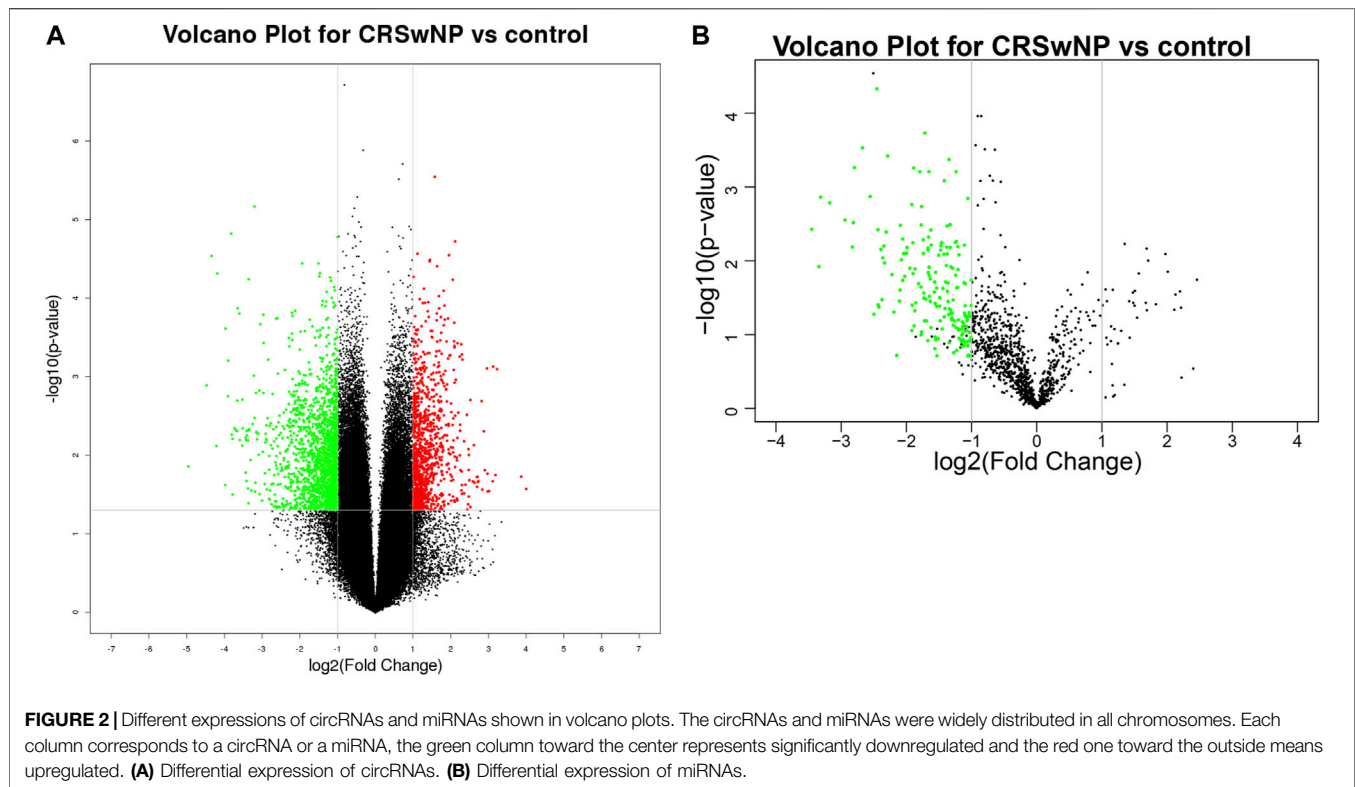 A
Volcano Plot for CRSwNP vs control
-log10(p-value)
6
5
4
3
2
1
0
-7 -6 -5 -4 -3 -2 -1 0 1 2 3 4 5 6 7
log2(Fold Change)
B
Volcano Plot for CRSwNP vs control
−log10(p−value)
4
3
2
1
0
−4 −3 −2 −1 0 1 2 3 4
log2(Fold Change)
FIGURE 2 | Different expressions of circRNAs and miRNAs shown in volcano plots. The circRNAs and miRNAs were widely distributed in all chromosomes. Each
column corresponds to a circRNA or a miRNA, the green column toward the center represents significantly downregulated and the red one toward the outside means
upregulated. (A) Differential expression of circRNAs. (B) Differential expression of miRNAs.